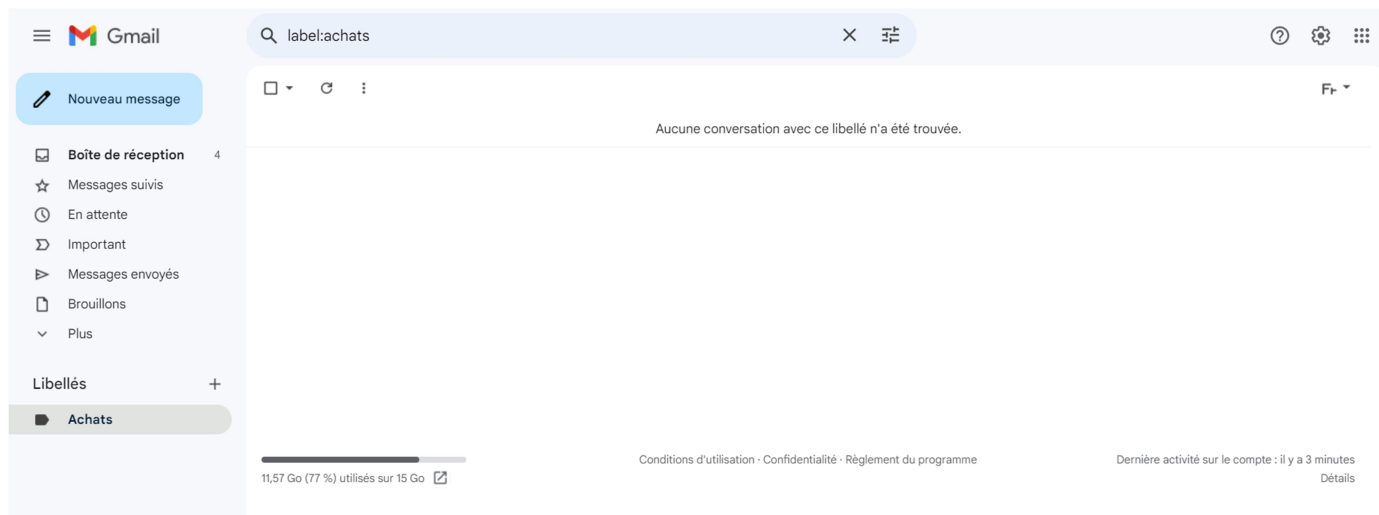 Gmail
label:achats
Nouveau message
Fr
Aucune conversation avec ce libellé n'a été trouvée.
Boîte de réception 4
Messages suivis
En attente
Important
Messages envoyés
Brouillons
Plus
Libellés
Achats
11,57 Go (77 %) utilisés sur 15 Go
Conditions d'utilisation · Confidentialité · Règlement du programme
Dernière activité sur le compte : il y a 3 minutes
Détails